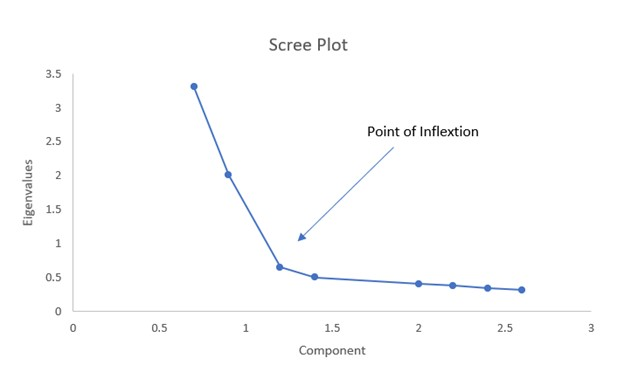 Scree Plot
3.5
3
2.5
2
1.5
1
0.5
0
Eigenvalues
Point of Inflextion
0 0.5 1 1.5 2 2.5 3
Component